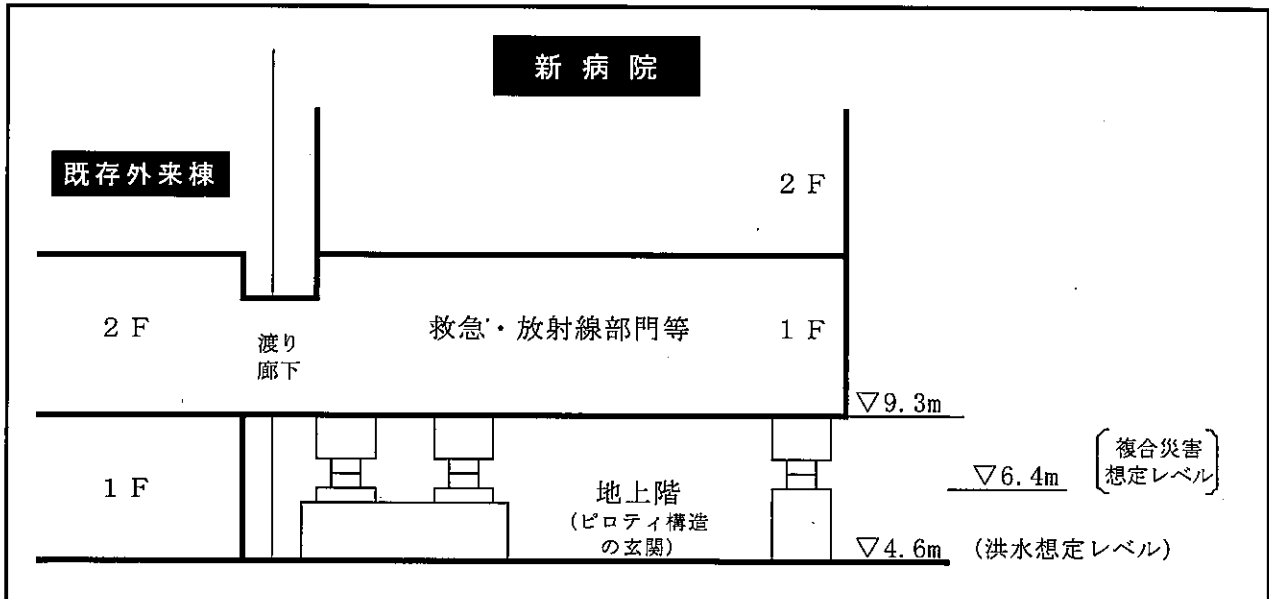 新病院
既存外来棟
2F
2F
渡り
廊下
救急・放射線部門等
1F
▽9.3m
1F
地上階
(ピロティ構造
の玄関)
▽6.4m
複合災害
想定レベル
▽4.6m (洪水想定レベル)